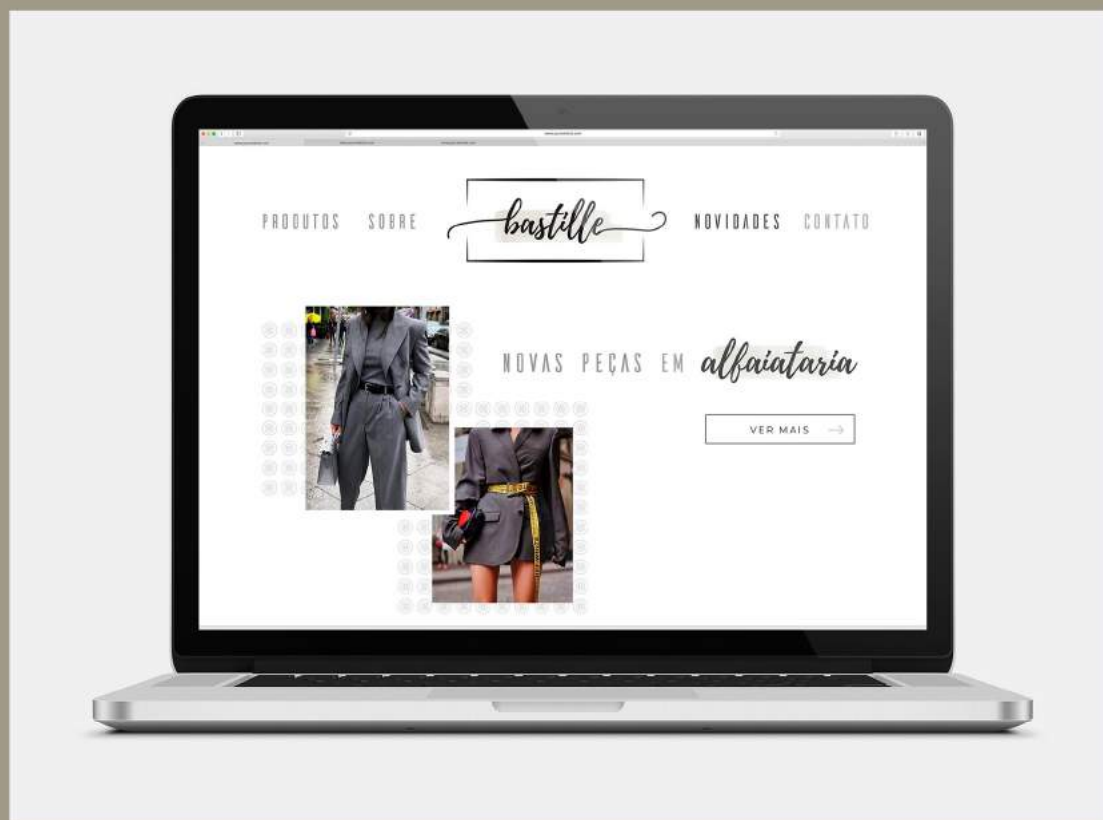 PRODUTOS SOBRE bastille NOVIDADES CONTATO
NOVAS PEÇAS EM alfaiataria
VER MAIS